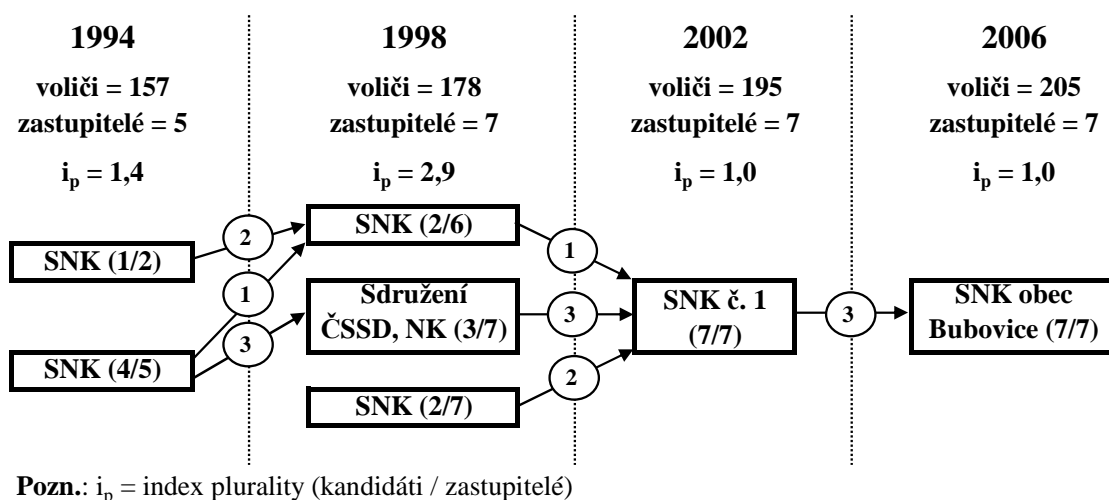 1994
voliči = 157
zastupitelé = 5
i_p = 1,4
SNK (1/2)
SNK (4/5)
2
1
3
1998
voliči = 178
zastupitelé = 7
i_p = 2,9
SNK (2/6)
Sdružení
ČSSD, NK (3/7)
SNK (2/7)
1
3
2
2002
voliči = 195
zastupitelé = 7
i_p = 1,0
SNK č. 1
(7/7)
3
2006
voliči = 205
zastupitelé = 7
i_p = 1,0
SNK obec
Bubovice (7/7)
Pozn.: i_p = index plurality (kandidáti / zastupitelé)